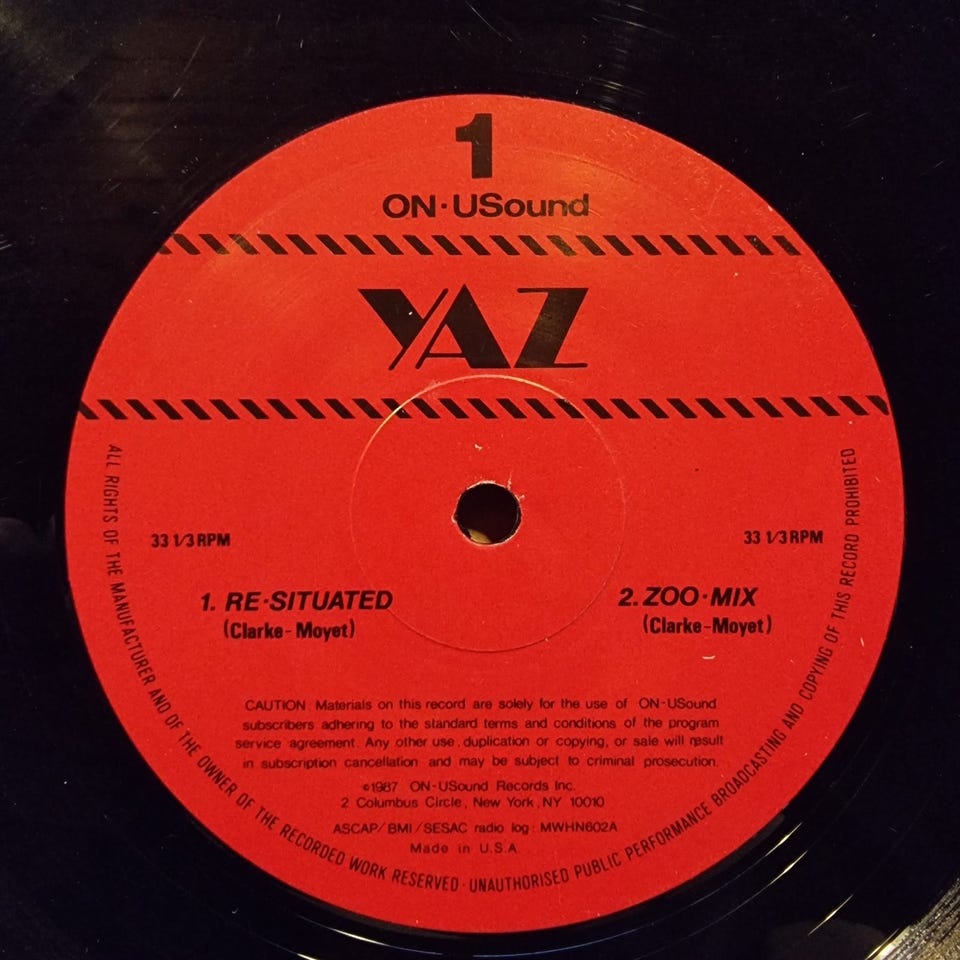 1
ON·USound
YAZ
33 1/3 RPM
33 1/3 RPM
1. RE·SITUATED
(Clarke-Moyet)
2. ZOO·MIX
(Clarke-Moyet)
CAUTION: Materials on this record are solely for the use of ON-USound
subscribers adhering to the standard terms and conditions of the program
service agreement. Any other use, duplication or copying, or sale will result
in subscription cancellation and may be subject to criminal prosecution.
©1987 ON-USound Records Inc.
2 Columbus Circle, New York, NY 10010
ASCAP/BMI/SESAC radio log: MWHN602A
Made in U.S.A.
ALL RIGHTS OF THE MANUFACTURER AND OF THE OWNER OF THE RECORDED WORK RESERVED · UNAUTHORISED PUBLIC PERFORMANCE BROADCASTING AND COPYING OF THIS RECORD PROHIBITED